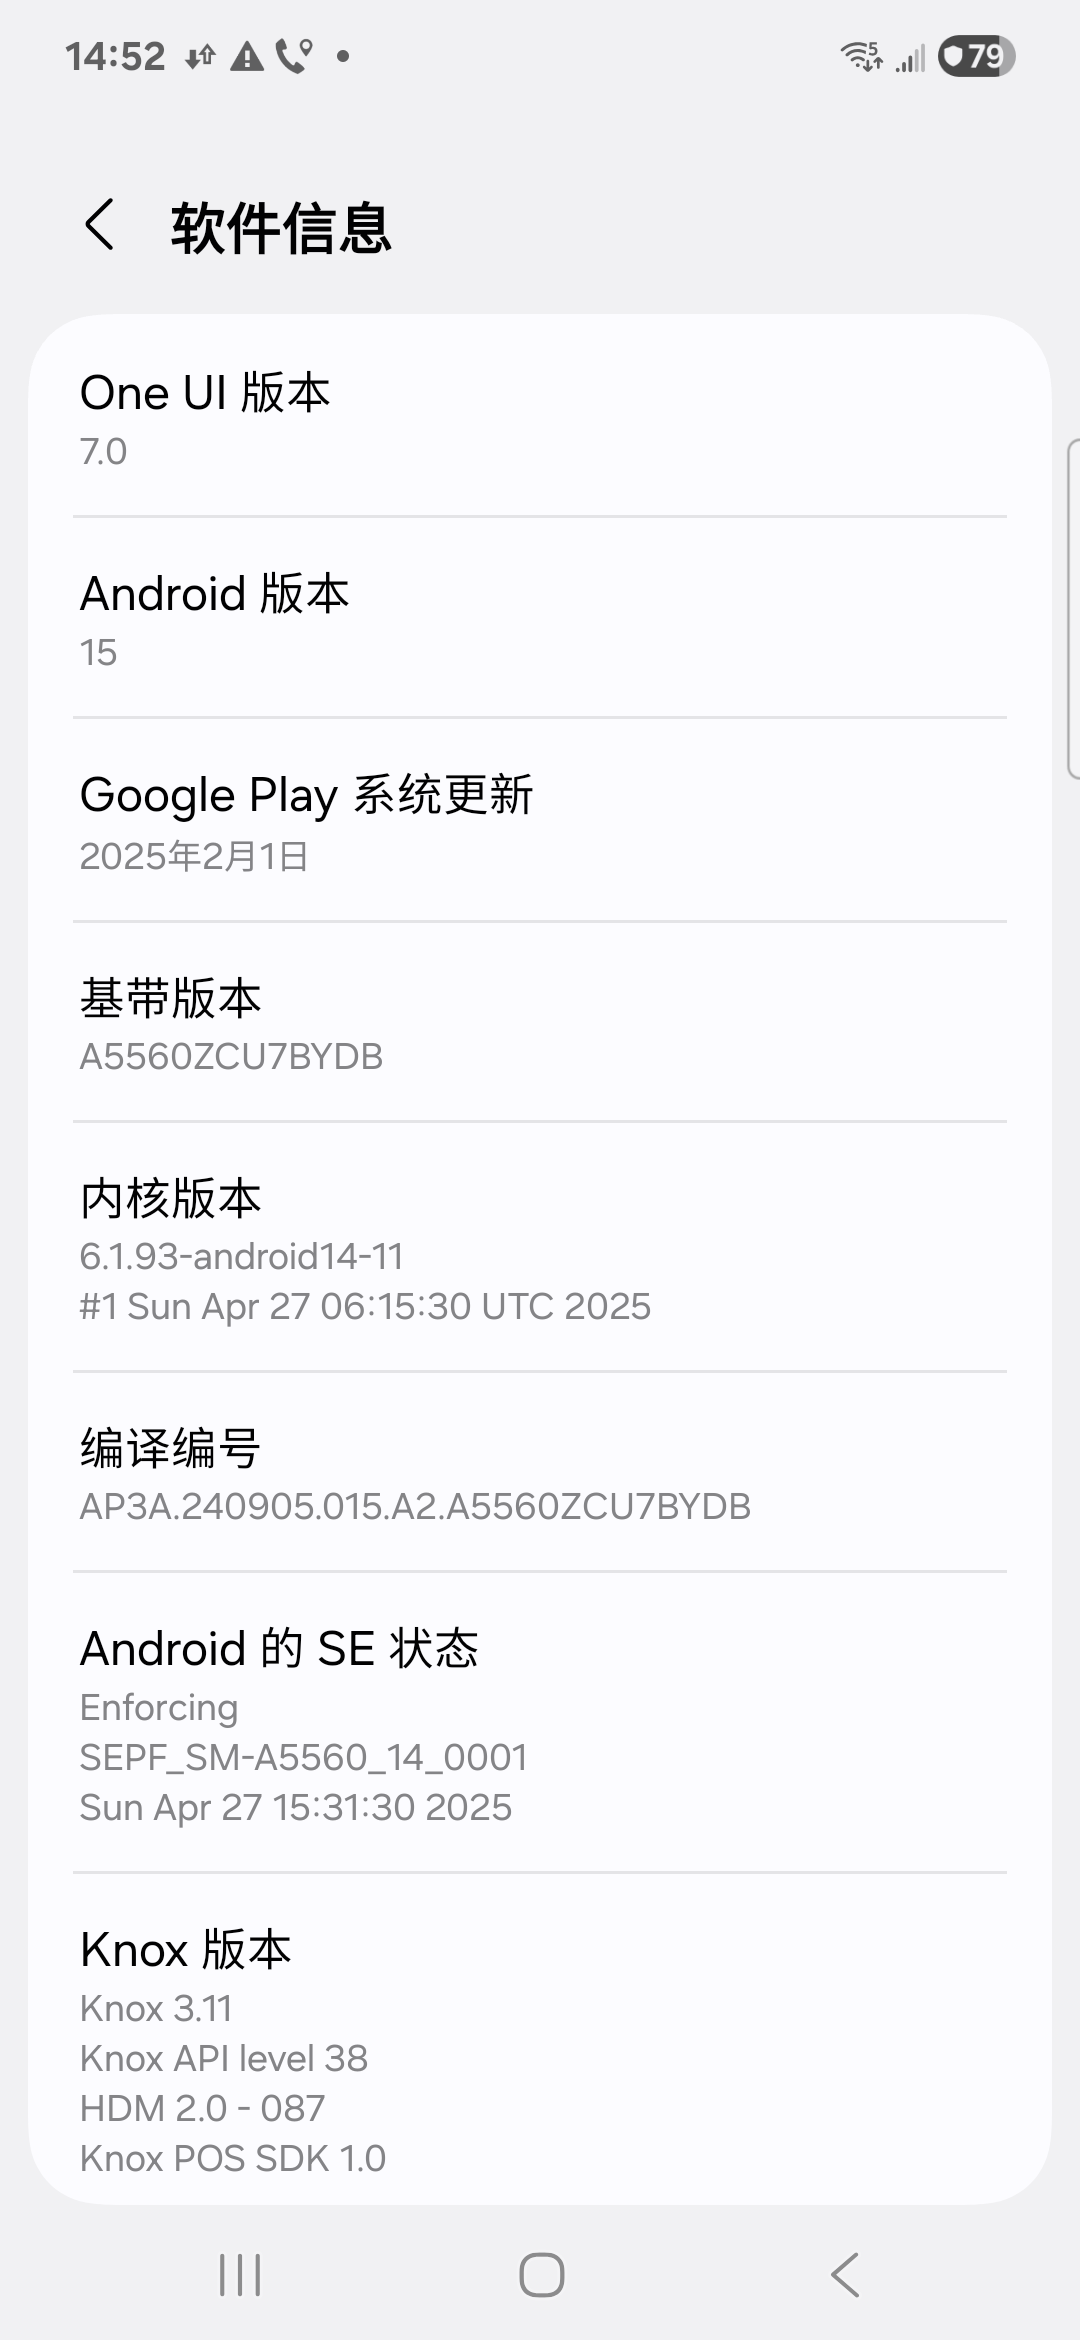 14:52
5
79
软件信息
One UI 版本
7.0
Android 版本
15
Google Play 系统更新
2025年2月1日
基带版本
A5560ZCU7BYDB
内核版本
6.1.93-android14-11
#1 Sun Apr 27 06:15:30 UTC 2025
编译编号
AP3A.240905.015.A2.A5560ZCU7BYDB
Android 的 SE 状态
Enforcing
SEPF_SM-A5560_14_0001
Sun Apr 27 15:31:30 2025
Knox 版本
Knox 3.11
Knox API level 38
HDM 2.0 - 087
Knox POS SDK 1.0